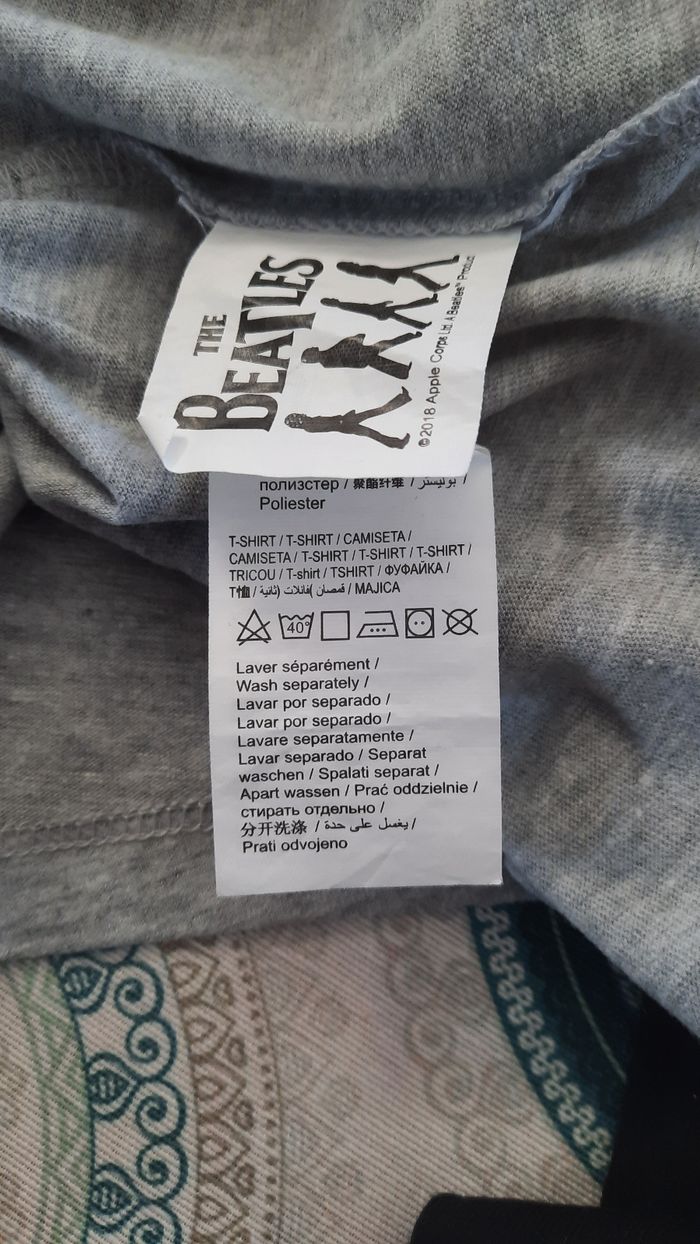 THE
BEATLES
©2018 Apple Corps Ltd. A Beatles™ Product
полиэстер / 聚酯纤维 / بوليستر /
Poliester
T-SHIRT / T-SHIRT / CAMISETA /
CAMISETA / T-SHIRT / T-SHIRT / T-SHIRT /
TRICOU / T-shirt / TSHIRT / ФУФАЙКА /
T恤 / قمصان )فانلات (ثانية / MAJICA
40°
Laver séparément /
Wash separately /
Lavar por separado /
Lavar por separado /
Lavare separatamente /
Lavar separado / Separat
waschen / Spalati separat /
Apart wassen / Prać oddzielnie /
стирать отдельно /
分开洗涤 / يغسل على حدة /
Prati odvojeno